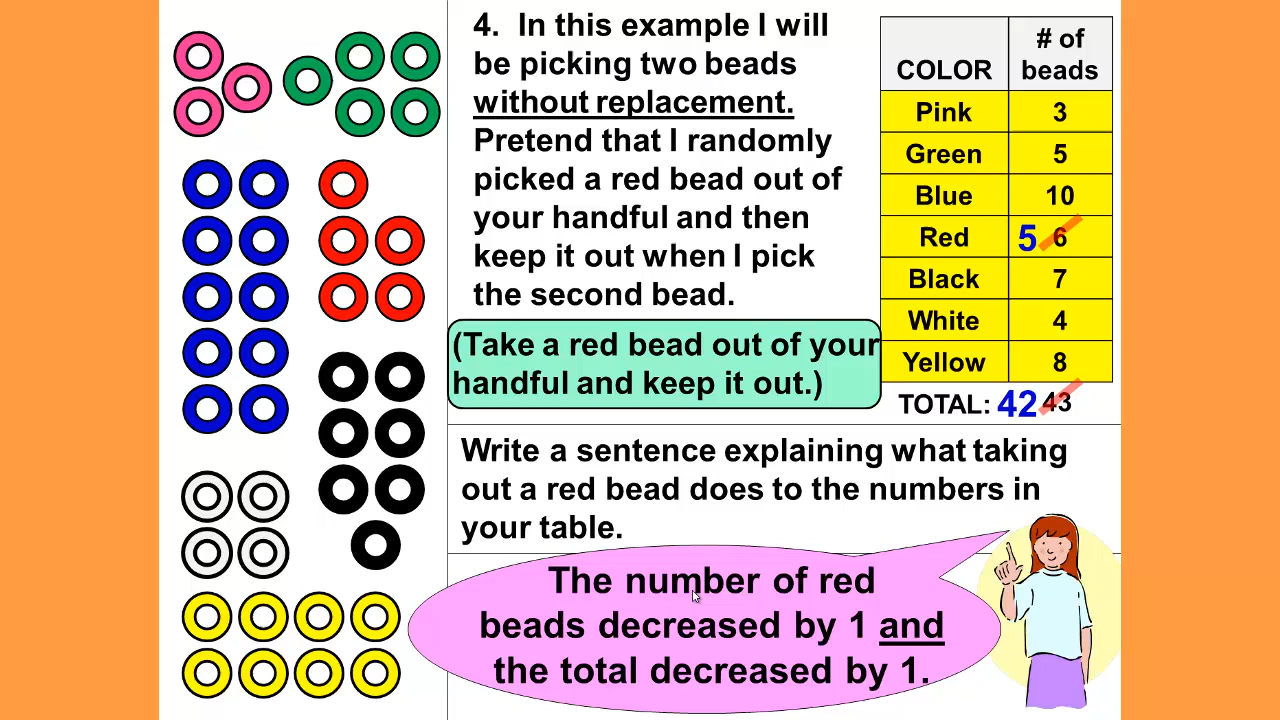 4. In this example I will
be picking two beads
without replacement.
Pretend that I randomly
picked a red bead out of
your handful and then
keep it out when I pick
the second bead.
(Take a red bead out of your
handful and keep it out.)
COLOR # of beads
Pink 3
Green 5
Blue 10
Red 5 6
Black 7
White 4
Yellow 8
TOTAL: 42 43
Write a sentence explaining what taking
out a red bead does to the numbers in
your table.
The number of red
beads decreased by 1 and
the total decreased by 1.